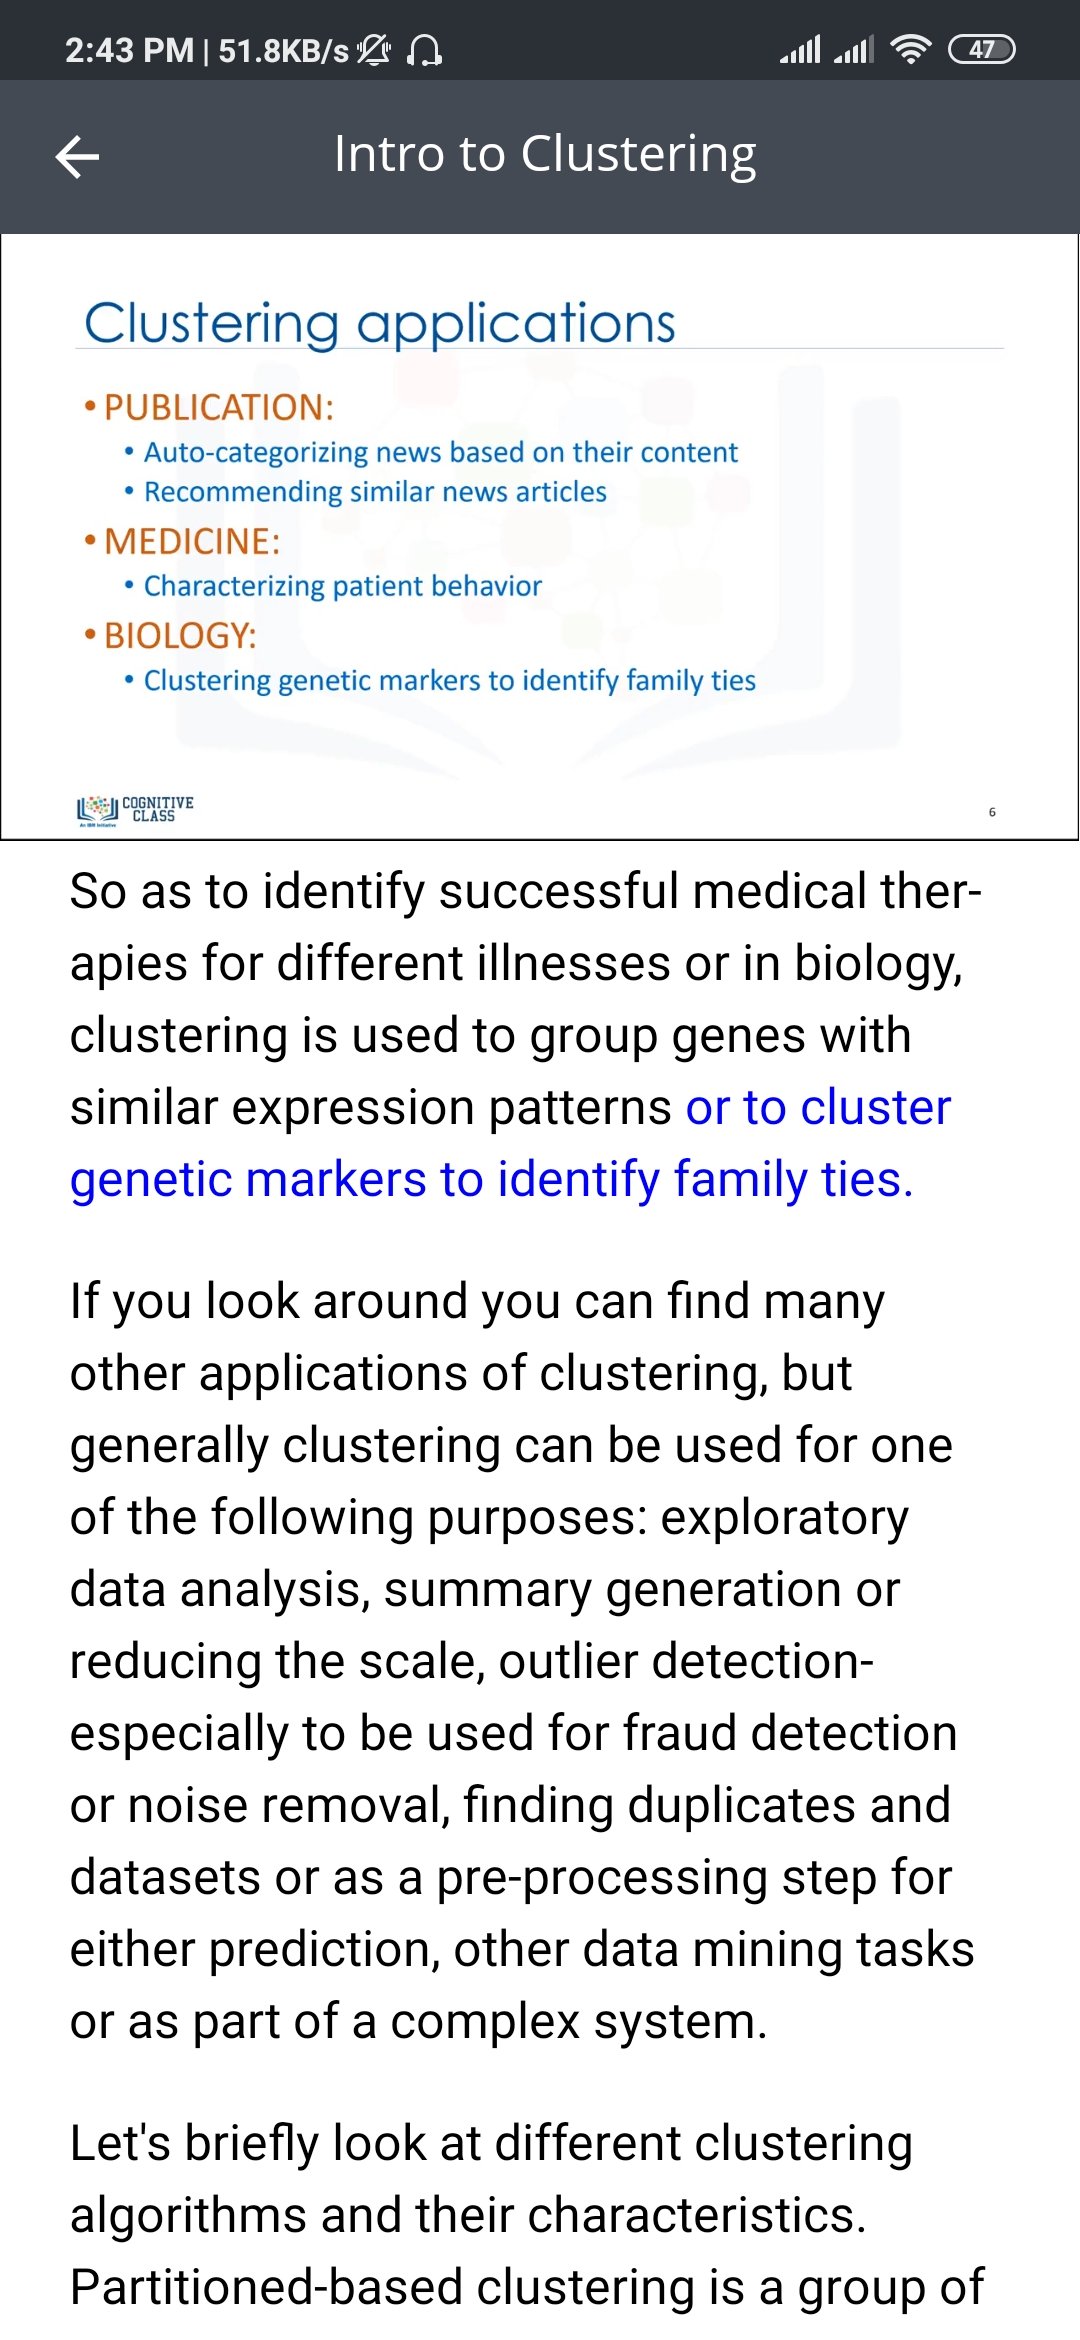 2:43 PM | 51.8KB/s
47
Intro to Clustering
Clustering applications
• PUBLICATION:
• Auto-categorizing news based on their content
• Recommending similar news articles
• MEDICINE:
• Characterizing patient behavior
• BIOLOGY:
• Clustering genetic markers to identify family ties
COGNITIVE
CLASS
An IBM Initiative
6
So as to identify successful medical ther-
apies for different illnesses or in biology,
clustering is used to group genes with
similar expression patterns or to cluster
genetic markers to identify family ties.
If you look around you can find many
other applications of clustering, but
generally clustering can be used for one
of the following purposes: exploratory
data analysis, summary generation or
reducing the scale, outlier detection-
especially to be used for fraud detection
or noise removal, finding duplicates and
datasets or as a pre-processing step for
either prediction, other data mining tasks
or as part of a complex system.
Let's briefly look at different clustering
algorithms and their characteristics.
Partitioned-based clustering is a group of